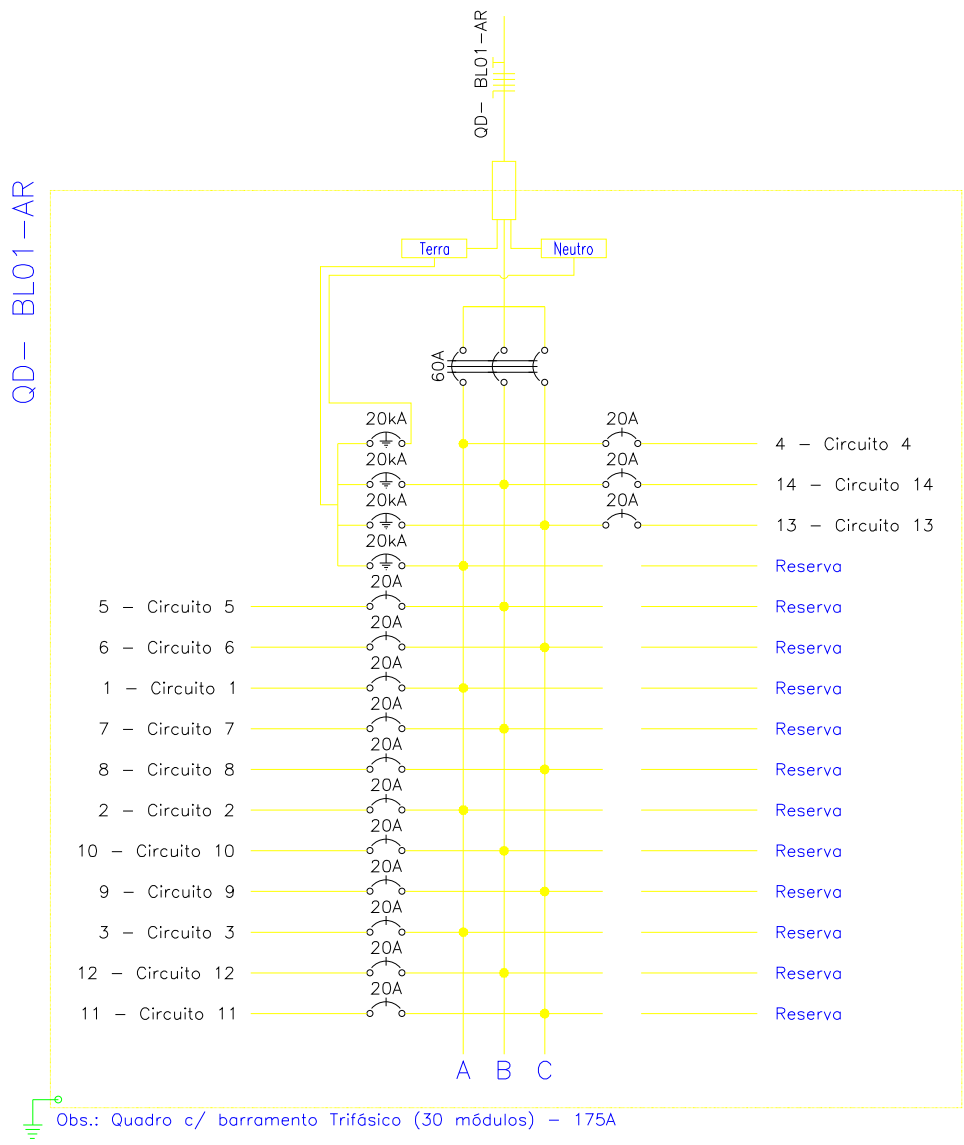 QD- BL01-AR
QD- BL01-AR
Terra
Neutro
60A
20kA
20A
4 - Circuito 4
20kA
20A
14 - Circuito 14
20kA
20A
13 - Circuito 13
20kA
Reserva
20A
5 - Circuito 5
Reserva
20A
6 - Circuito 6
Reserva
20A
1 - Circuito 1
Reserva
20A
7 - Circuito 7
Reserva
20A
8 - Circuito 8
Reserva
20A
2 - Circuito 2
Reserva
20A
10 - Circuito 10
Reserva
20A
9 - Circuito 9
Reserva
20A
3 - Circuito 3
Reserva
20A
12 - Circuito 12
Reserva
20A
11 - Circuito 11
Reserva
A B C
Obs.: Quadro c/ barramento Trifásico (30 módulos) - 175A